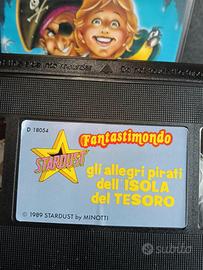 D 18054
Fantastimondo
STARDUST
gli allegri pirati
dell'ISOLA
del TESORO
© 1989 STARDUST by MINOTTI
subito